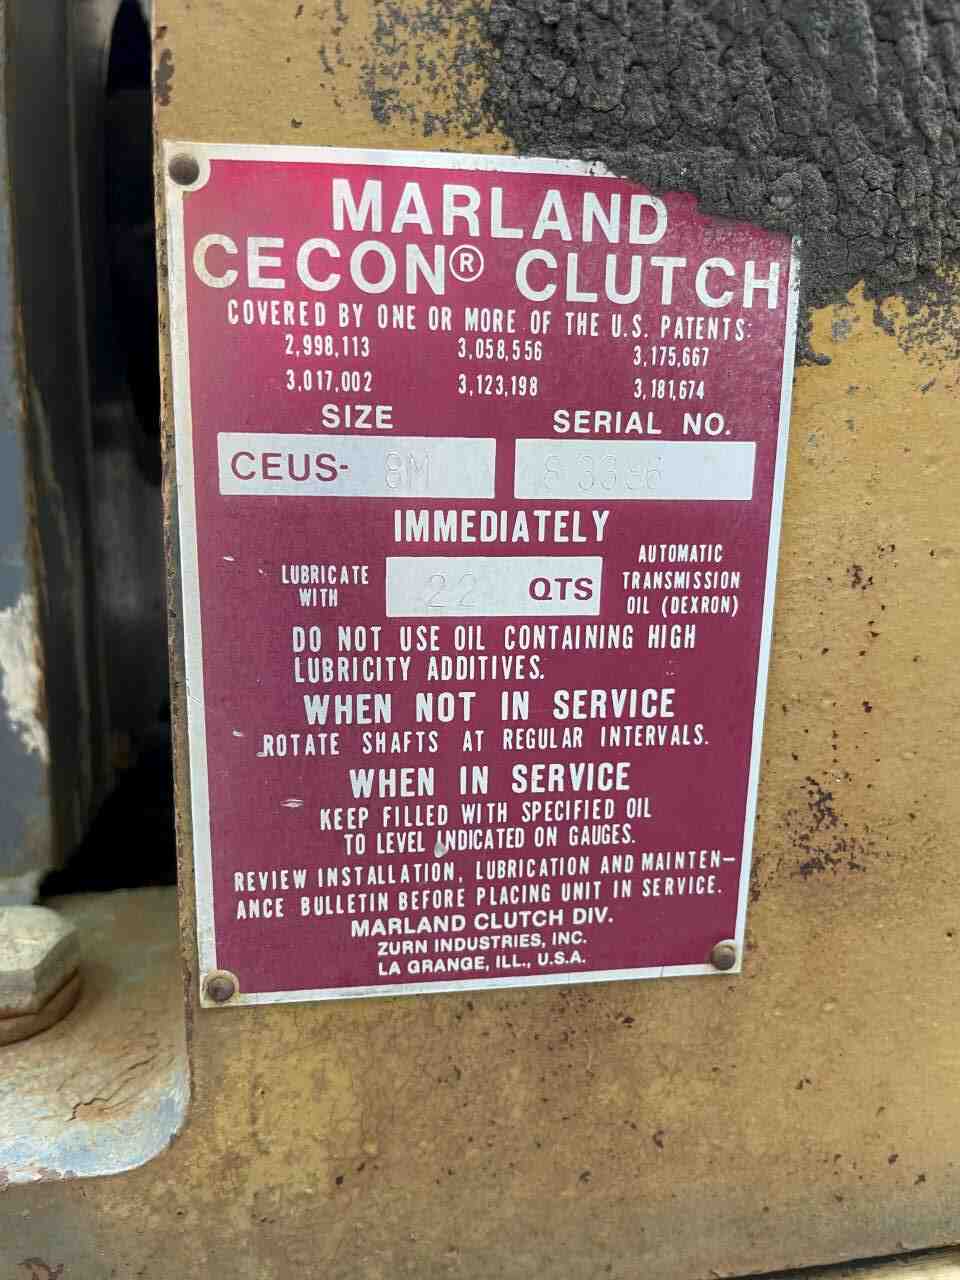 MARLAND
CECON® CLUTCH
COVERED BY ONE OR MORE OF THE U.S. PATENTS:
2,998,113 3,058,556 3,175,667
3,017,002 3,123,198 3,181,674
SIZE SERIAL NO.
CEUS- 8M
IMMEDIATELY
LUBRICATE WITH 22 QTS AUTOMATIC TRANSMISSION OIL (DEXRON)
DO NOT USE OIL CONTAINING HIGH
LUBRICITY ADDITIVES.
WHEN NOT IN SERVICE
ROTATE SHAFTS AT REGULAR INTERVALS.
WHEN IN SERVICE
KEEP FILLED WITH SPECIFIED OIL
TO LEVEL INDICATED ON GAUGES.
REVIEW INSTALLATION, LUBRICATION AND MAINTEN-
ANCE BULLETIN BEFORE PLACING UNIT IN SERVICE.
MARLAND CLUTCH DIV.
ZURN INDUSTRIES, INC.
LA GRANGE, ILL., U.S.A.